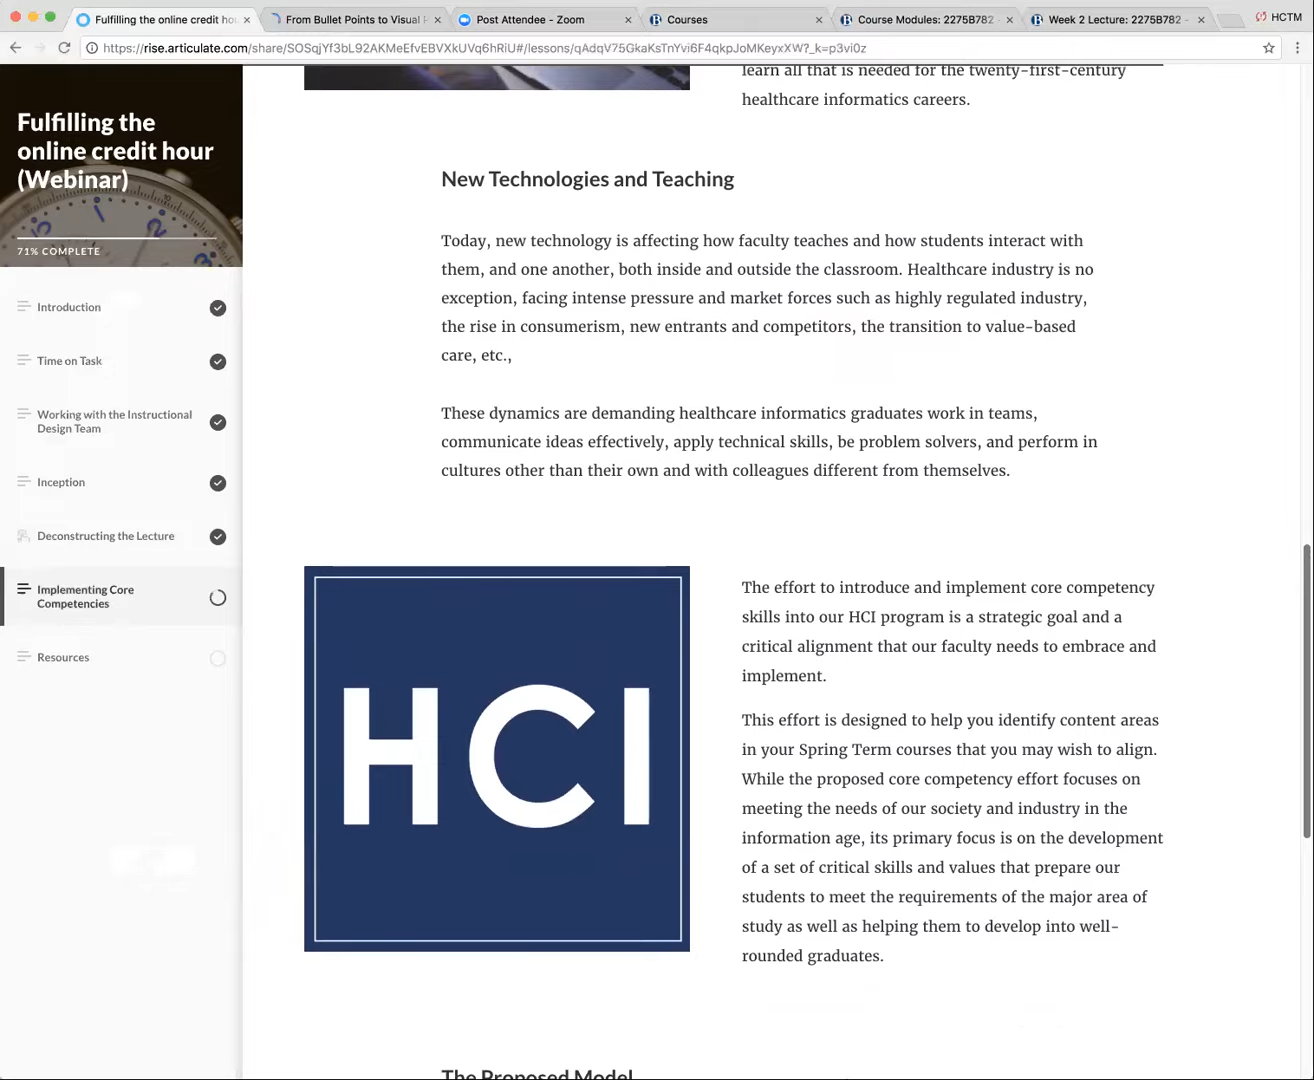 Fulfilling the online credit ho
From Bullet Points to Visual
Post Attendee - Zoom
Courses
Course Modules: 2275B782
Week 2 Lecture: 2275B782 -
HCTM
https://rise.articulate.com/share/SOSqjYf3bL92AKMeEfvEBVXkUVq6hRiU#/lessons/qAdqV75GkaKsTnYvi6F4qkpJoMKeyxXW?_k=p3vi0z
Fulfilling the
online credit hour
(Webinar)
71% COMPLETE
Introduction
Time on Task
Working with the Instructional
Design Team
Inception
Deconstructing the Lecture
Implementing Core
Competencies
Resources
learn all that is needed for the twenty-first-century
healthcare informatics careers.
New Technologies and Teaching
Today, new technology is affecting how faculty teaches and how students interact with
them, and one another, both inside and outside the classroom. Healthcare industry is no
exception, facing intense pressure and market forces such as highly regulated industry,
the rise in consumerism, new entrants and competitors, the transition to value-based
care, etc.,
These dynamics are demanding healthcare informatics graduates work in teams,
communicate ideas effectively, apply technical skills, be problem solvers, and perform in
cultures other than their own and with colleagues different from themselves.
HCI
The effort to introduce and implement core competency
skills into our HCI program is a strategic goal and a
critical alignment that our faculty needs to embrace and
implement.
This effort is designed to help you identify content areas
in your Spring Term courses that you may wish to align.
While the proposed core competency effort focuses on
meeting the needs of our society and industry in the
information age, its primary focus is on the development
of a set of critical skills and values that prepare our
students to meet the requirements of the major area of
study as well as helping them to develop into well-
rounded graduates.
The Proposed Model